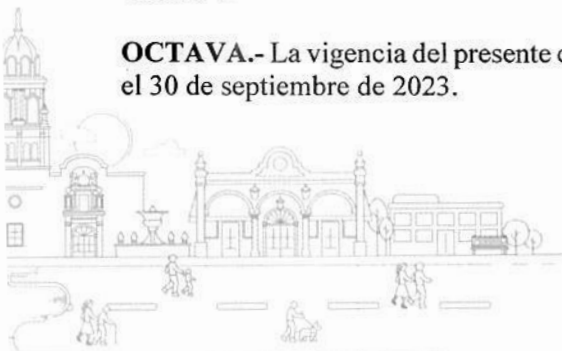 OCTAVA.- La vigencia del presente
el 30 de septiembre de 2023.